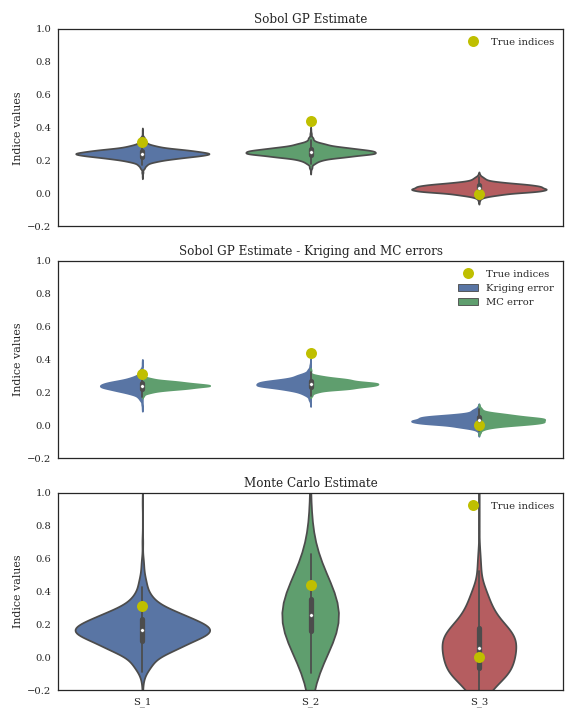 Sobol GP Estimate
1.0
True indices
0.8
0.6
Indice values
0.4
0.2
0.0
−0.2
Sobol GP Estimate - Kriging and MC errors
1.0
True indices
Kriging error
MC error
0.8
0.6
Indice values
0.4
0.2
0.0
−0.2
Monte Carlo Estimate
1.0
True indices
0.8
0.6
Indice values
0.4
0.2
0.0
−0.2
S_1 S_2 S_3